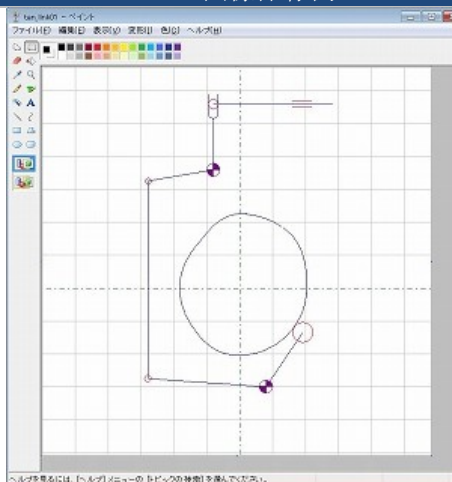 tan_link01 - ペイント
ファイル(F) 編集(E) 表示(V) 変形(I) 色(C) ヘルプ(H)
A
ヘルプを見るには、[ヘルプ] メニューの [トピックの検索] を選んでください。